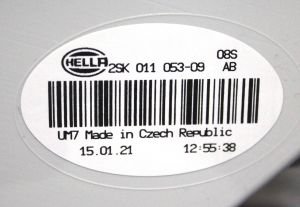 HELLA 2SK 011 053-09 08S
AB
UM7 Made in Czech Republic
15.01.21 12:55:38